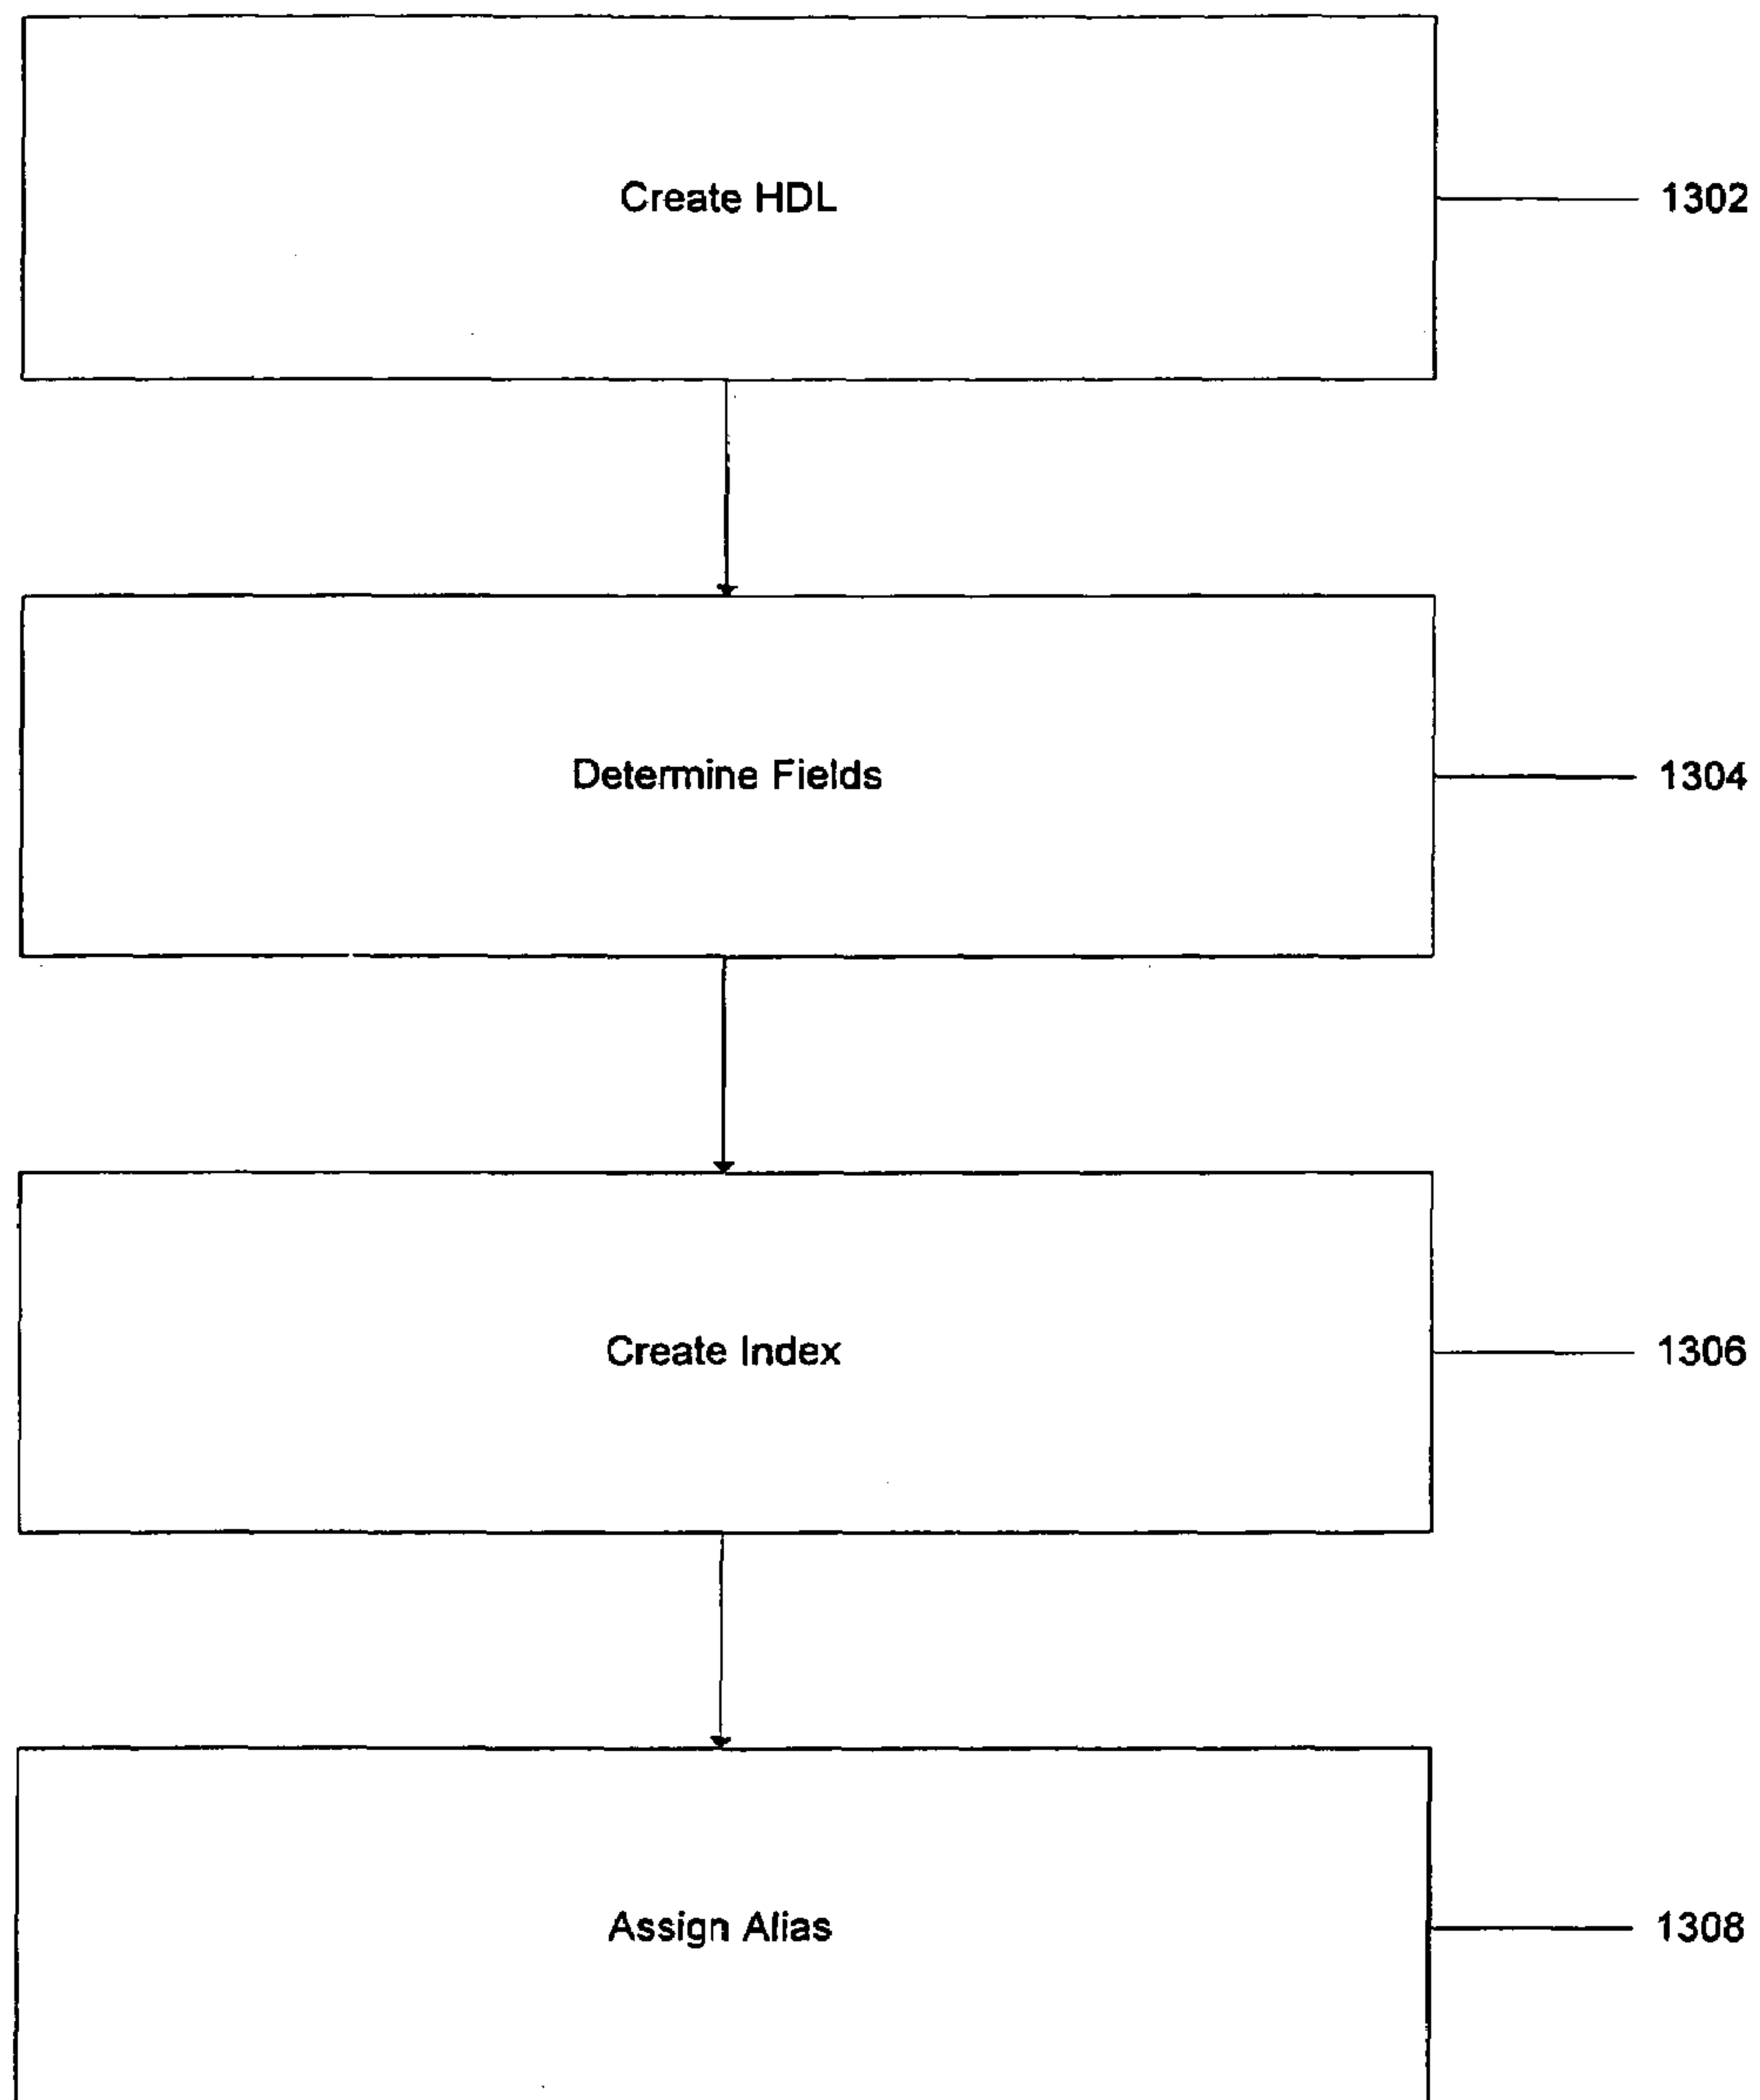 Create HDL
1302
Determine Fields
1304
Create Index
1306
Assign Alias
1308